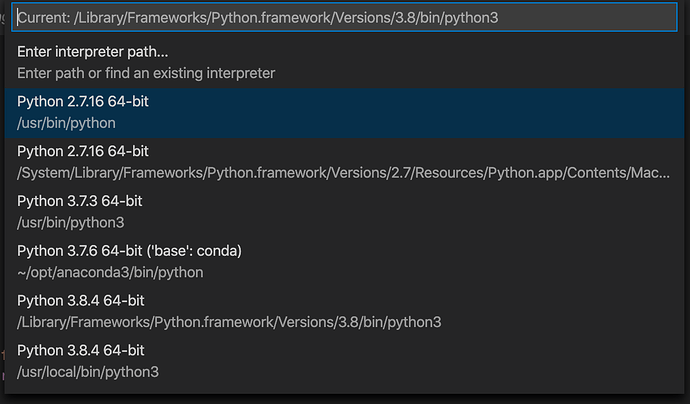 Current: /Library/Frameworks/Python.framework/Versions/3.8/bin/python3
Enter interpreter path...
Enter path or find an existing interpreter
Python 2.7.16 64-bit
/usr/bin/python
Python 2.7.16 64-bit
/System/Library/Frameworks/Python.framework/Versions/2.7/Resources/Python.app/Contents/Mac...
Python 3.7.3 64-bit
/usr/bin/python3
Python 3.7.6 64-bit ('base': conda)
~/opt/anaconda3/bin/python
Python 3.8.4 64-bit
/Library/Frameworks/Python.framework/Versions/3.8/bin/python3
Python 3.8.4 64-bit
/usr/local/bin/python3